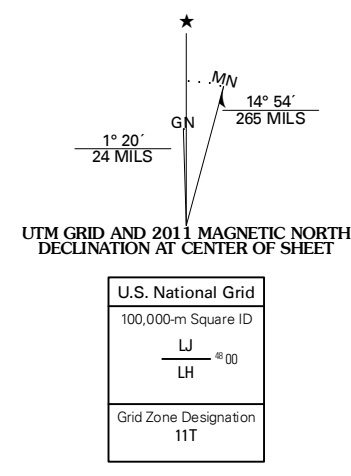 ★
MN
GN
14° 54´
265 MILS
1° 20´
24 MILS
UTM GRID AND 2011 MAGNETIC NORTH
DECLINATION AT CENTER OF SHEET
U.S. National Grid
100,000-m Square ID
LJ
48 00
LH
Grid Zone Designation
11T